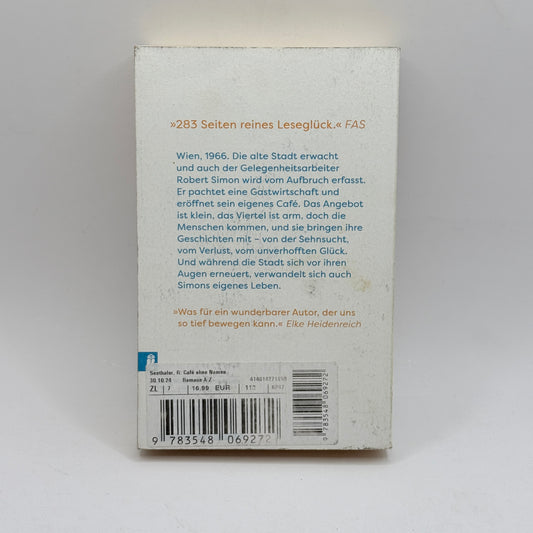 »283 Seiten reines Leseglück.« FAS
Wien, 1966. Die alte Stadt erwacht
und auch der Gelegenheitsarbeiter
Robert Simon wird vom Aufbruch erfasst.
Er pachtet eine Gastwirtschaft und
eröffnet sein eigenes Café. Das Angebot
ist klein, das Viertel ist arm, doch die
Menschen kommen, und sie bringen ihre
Geschichten mit – von der Sehnsucht,
vom Verlust, vom unverhofften Glück.
Und während die Stadt sich vor ihren
Augen erneuert, verwandelt sich auch
Simons eigenes Leben.
»Was für ein wunderbarer Autor, der uns
so tief bewegen kann.« Elke Heidenreich
Seethaler, R: Café ohne Namen
30.10.24 Romane A-Z
ZL 7 EUR 112
9 783548 069272
9 783548 069272